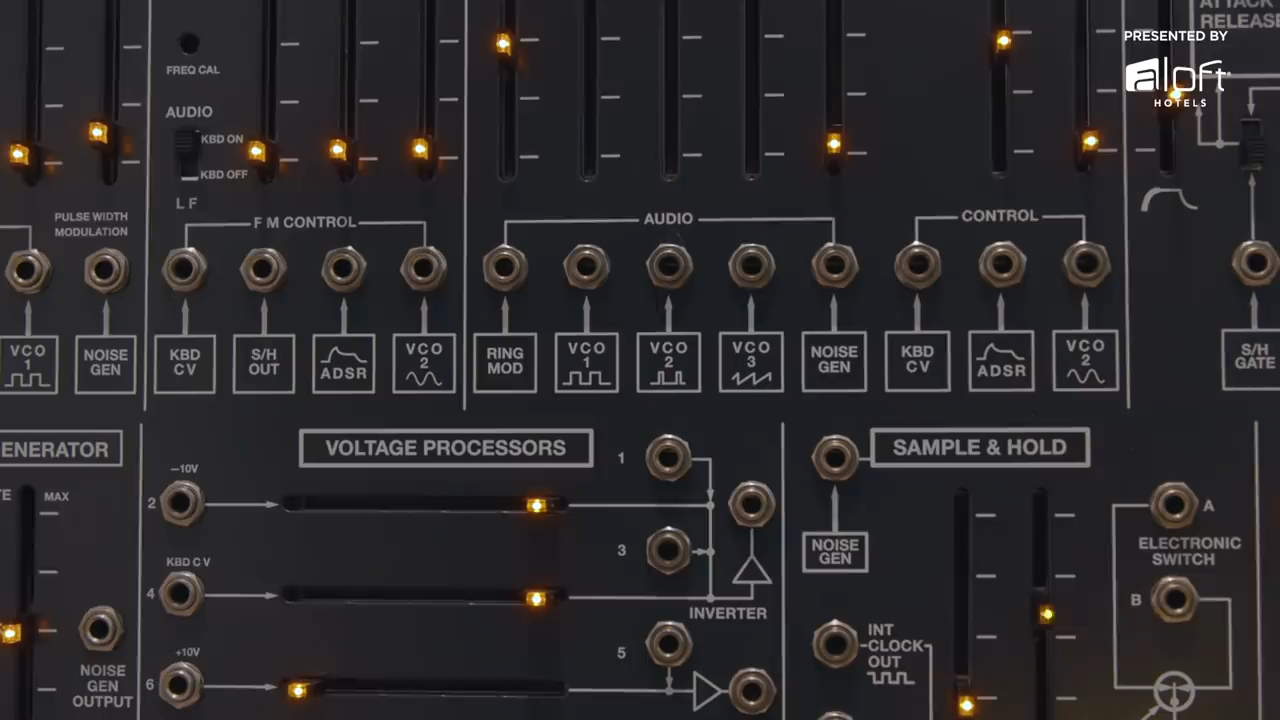 ATTACK
RELEASE
PRESENTED BY
aloft
HOTELS
FREQ CAL
AUDIO
KBD ON
KBD OFF
L F
PULSE WIDTH
MODULATION
F M CONTROL
AUDIO
CONTROL
VCO
1
NOISE
GEN
KBD
CV
S/H
OUT
ADSR
VCO
2
RING
MOD
VCO
1
VCO
2
VCO
3
NOISE
GEN
KBD
CV
ADSR
VCO
2
S/H
GATE
ENERATOR
MAX
NOISE
GEN
OUTPUT
VOLTAGE PROCESSORS
–10V
2
KBD C V
4
+10V
6
1
3
INVERTER
5
SAMPLE & HOLD
NOISE
GEN
INT
CLOCK
OUT
A
ELECTRONIC
SWITCH
B